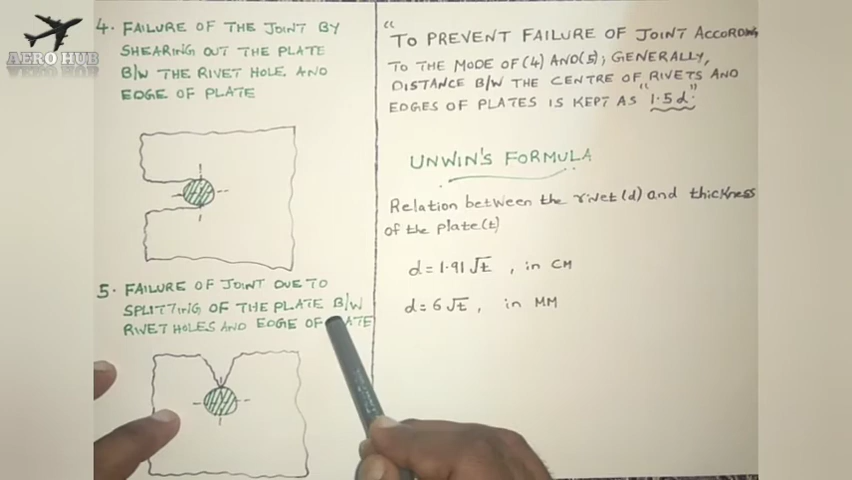 AERO HUB
4. FAILURE OF THE JOINT BY
SHEARING OUT THE PLATE
B/W THE RIVET HOLE AND
EDGE OF PLATE
5. FAILURE OF JOINT DUE TO
SPLITTING OF THE PLATE B/W
RIVET HOLES AND EDGE OF PLATE
"TO PREVENT FAILURE OF JOINT ACCORDING
TO THE MODE OF (4) AND (5); GENERALLY,
DISTANCE B/W THE CENTRE OF RIVETS AND
EDGES OF PLATES IS KEPT AS "1.5d".
UNWIN'S FORMULA
Relation between the rivet (d) and thickness
of the plate (t)
d = 1.91 √t , in CM
d = 6 √t , in MM